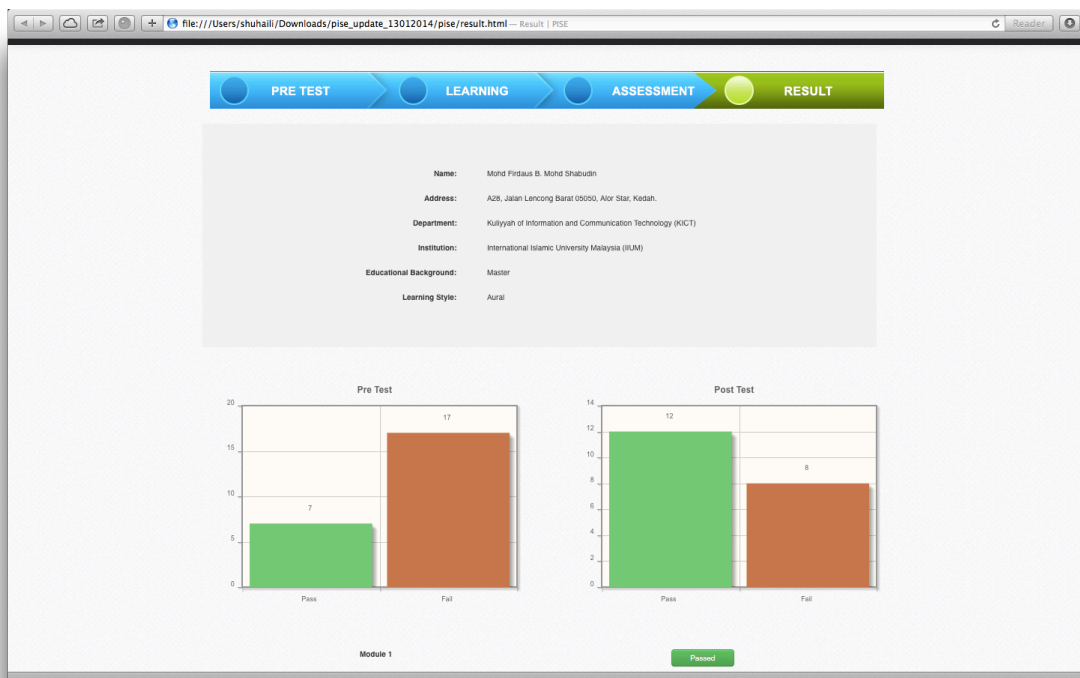 file:///Users/shuhaili/Downloads/pise_update_13012014/pise/result.html — Result | PISE
Reader
PRE TEST
LEARNING
ASSESSMENT
RESULT
Name: Mohd Firdaus B. Mohd Shabudin
Address: A28, Jalan Lencong Barat 05050, Alor Star, Kedah.
Department: Kuliyyah of Information and Communication Technology (KICT)
Institution: International Islamic University Malaysia (IIUM)
Educational Background: Master
Learning Style: Aural
Pre Test
20
15
10
5
0
7
17
Pass
Fail
Post Test
14
12
10
8
6
4
2
0
12
8
Pass
Fail
Module 1
Passed